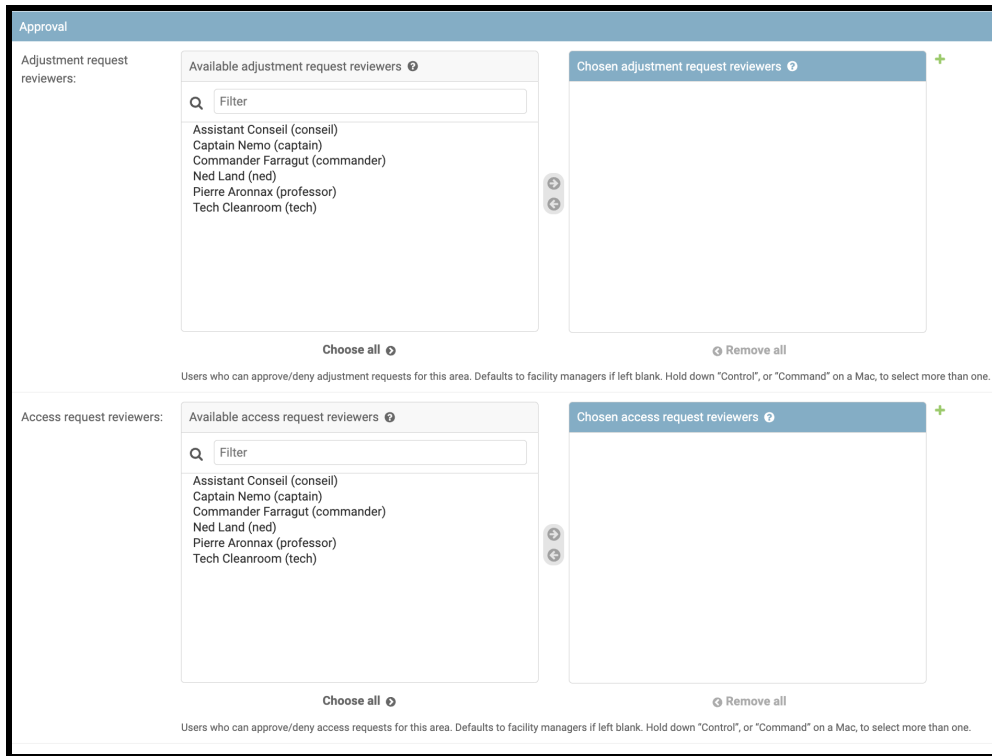 Approval
Adjustment request
reviewers:
Available adjustment request reviewers
Filter
Assistant Conseil (conseil)
Captain Nemo (captain)
Commander Farragut (commander)
Ned Land (ned)
Pierre Aronnax (professor)
Tech Cleanroom (tech)
Choose all
Chosen adjustment request reviewers
Remove all
Users who can approve/deny adjustment requests for this area. Defaults to facility managers if left blank. Hold down “Control”, or “Command” on a Mac, to select more than one.
Access request reviewers:
Available access request reviewers
Filter
Assistant Conseil (conseil)
Captain Nemo (captain)
Commander Farragut (commander)
Ned Land (ned)
Pierre Aronnax (professor)
Tech Cleanroom (tech)
Choose all
Chosen access request reviewers
Remove all
Users who can approve/deny access requests for this area. Defaults to facility managers if left blank. Hold down “Control”, or “Command” on a Mac, to select more than one.